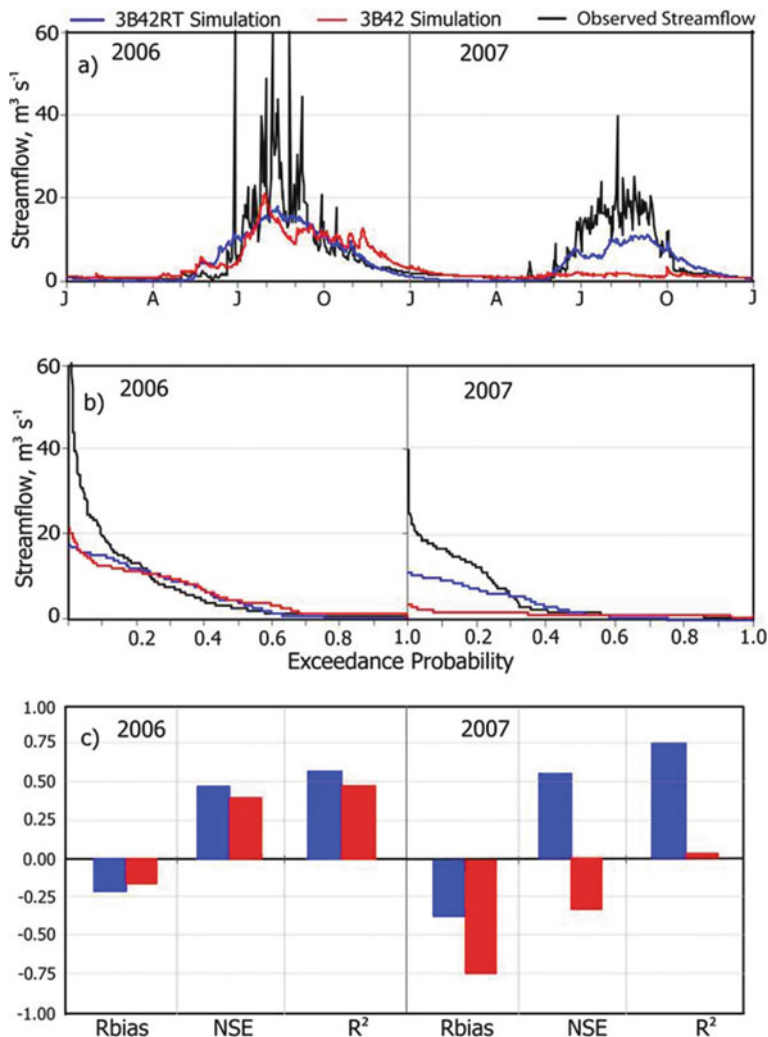 3B42RT Simulation 3B42 Simulation Observed Streamflow
60
a) 2006 2007
40
20
0
Streamflow, m³ s⁻¹
J A J O J A J O J
60
b) 2006 2007
40
20
0
Streamflow, m³ s⁻¹
0.2 0.4 0.6 0.8 1.0 0.2 0.4 0.6 0.8 1.0
Exceedance Probability
1.00
c) 2006 2007
0.75
0.50
0.25
0.00
-0.25
-0.50
-0.75
-1.00
Rbias NSE R² Rbias NSE R²